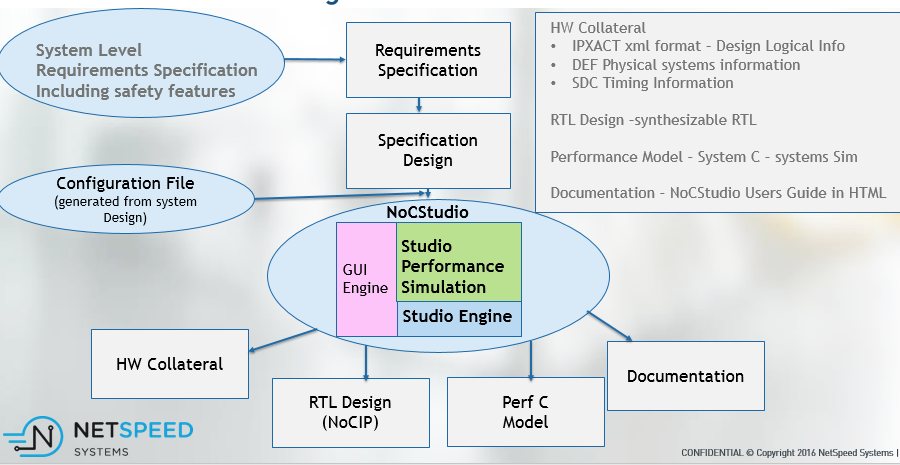 System Level
Requirements Specification
Including safety features
Requirements
Specification
HW Collateral
• IPXACT xml format – Design Logical Info
• DEF Physical systems information
• SDC Timing Information
RTL Design –synthesizable RTL
Performance Model – System C – systems Sim
Documentation – NoCStudio Users Guide in HTML
Specification
Design
Configuration File
(generated from system
Design)
NoCStudio
GUI
Engine
Studio
Performance
Simulation
Studio Engine
HW Collateral
RTL Design
(NoCIP)
Perf C
Model
Documentation
NETSPEED
SYSTEMS
CONFIDENTIAL © Copyright 2016 NetSpeed Systems |